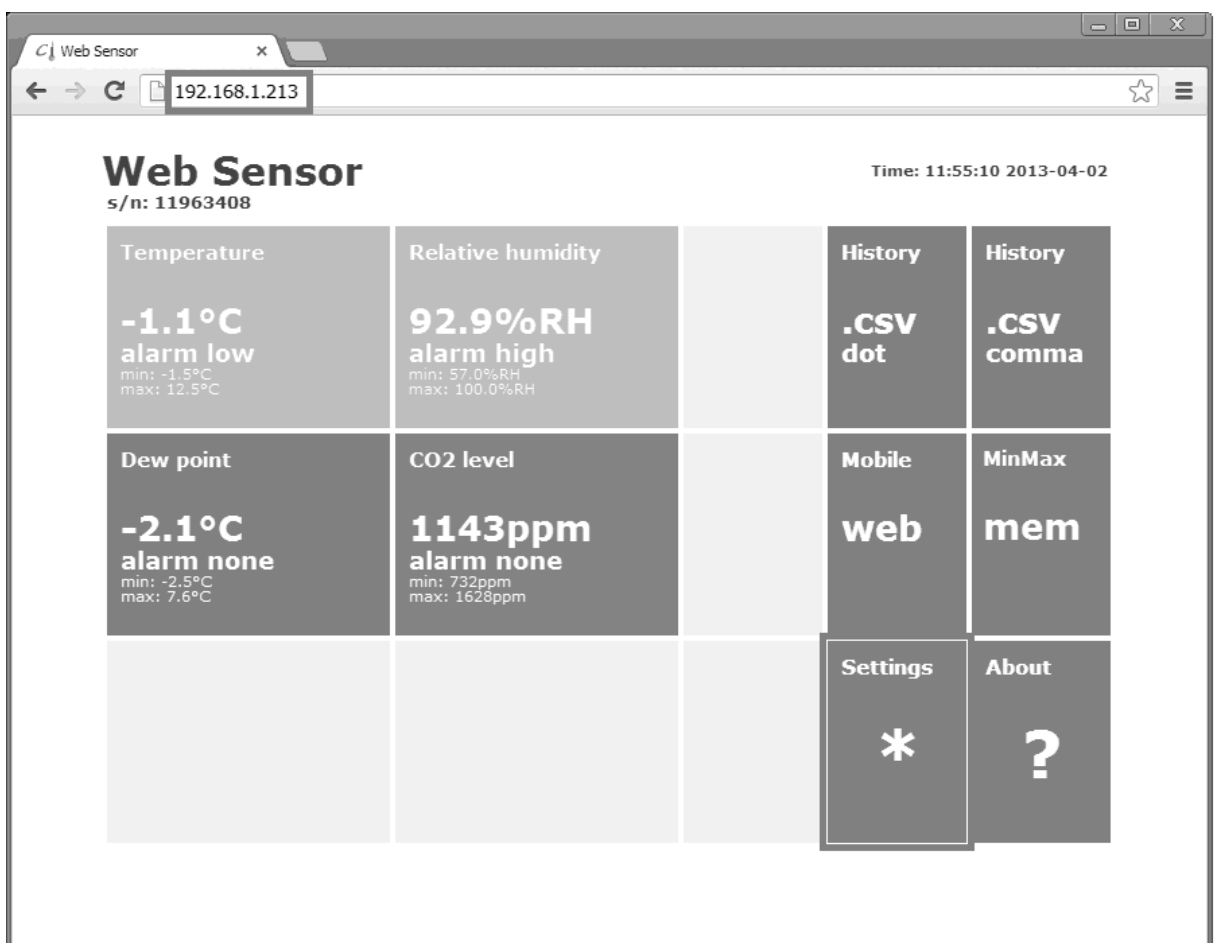 Web Sensor
192.168.1.213
Web Sensor
Time: 11:55:10 2013-04-02
s/n: 11963408
Temperature
-1.1°C
alarm low
min: -1.5°C
max: 12.5°C
Relative humidity
92.9%RH
alarm high
min: 57.0%RH
max: 100.0%RH
History
.csv
dot
History
.csv
comma
Dew point
-2.1°C
alarm none
min: -2.5°C
max: 7.6°C
CO2 level
1143ppm
alarm none
min: 732ppm
max: 1628ppm
Mobile
web
MinMax
mem
Settings
*
About
?